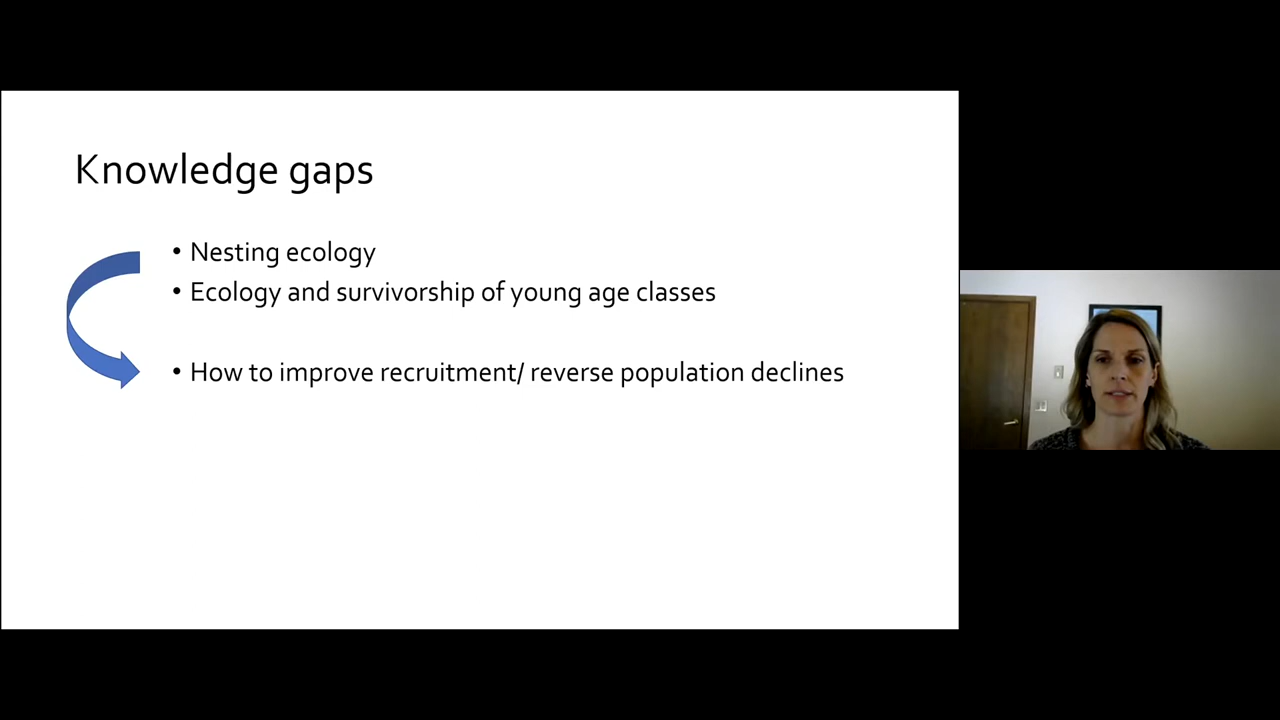 Knowledge gaps
• Nesting ecology
• Ecology and survivorship of young age classes
• How to improve recruitment/ reverse population declines